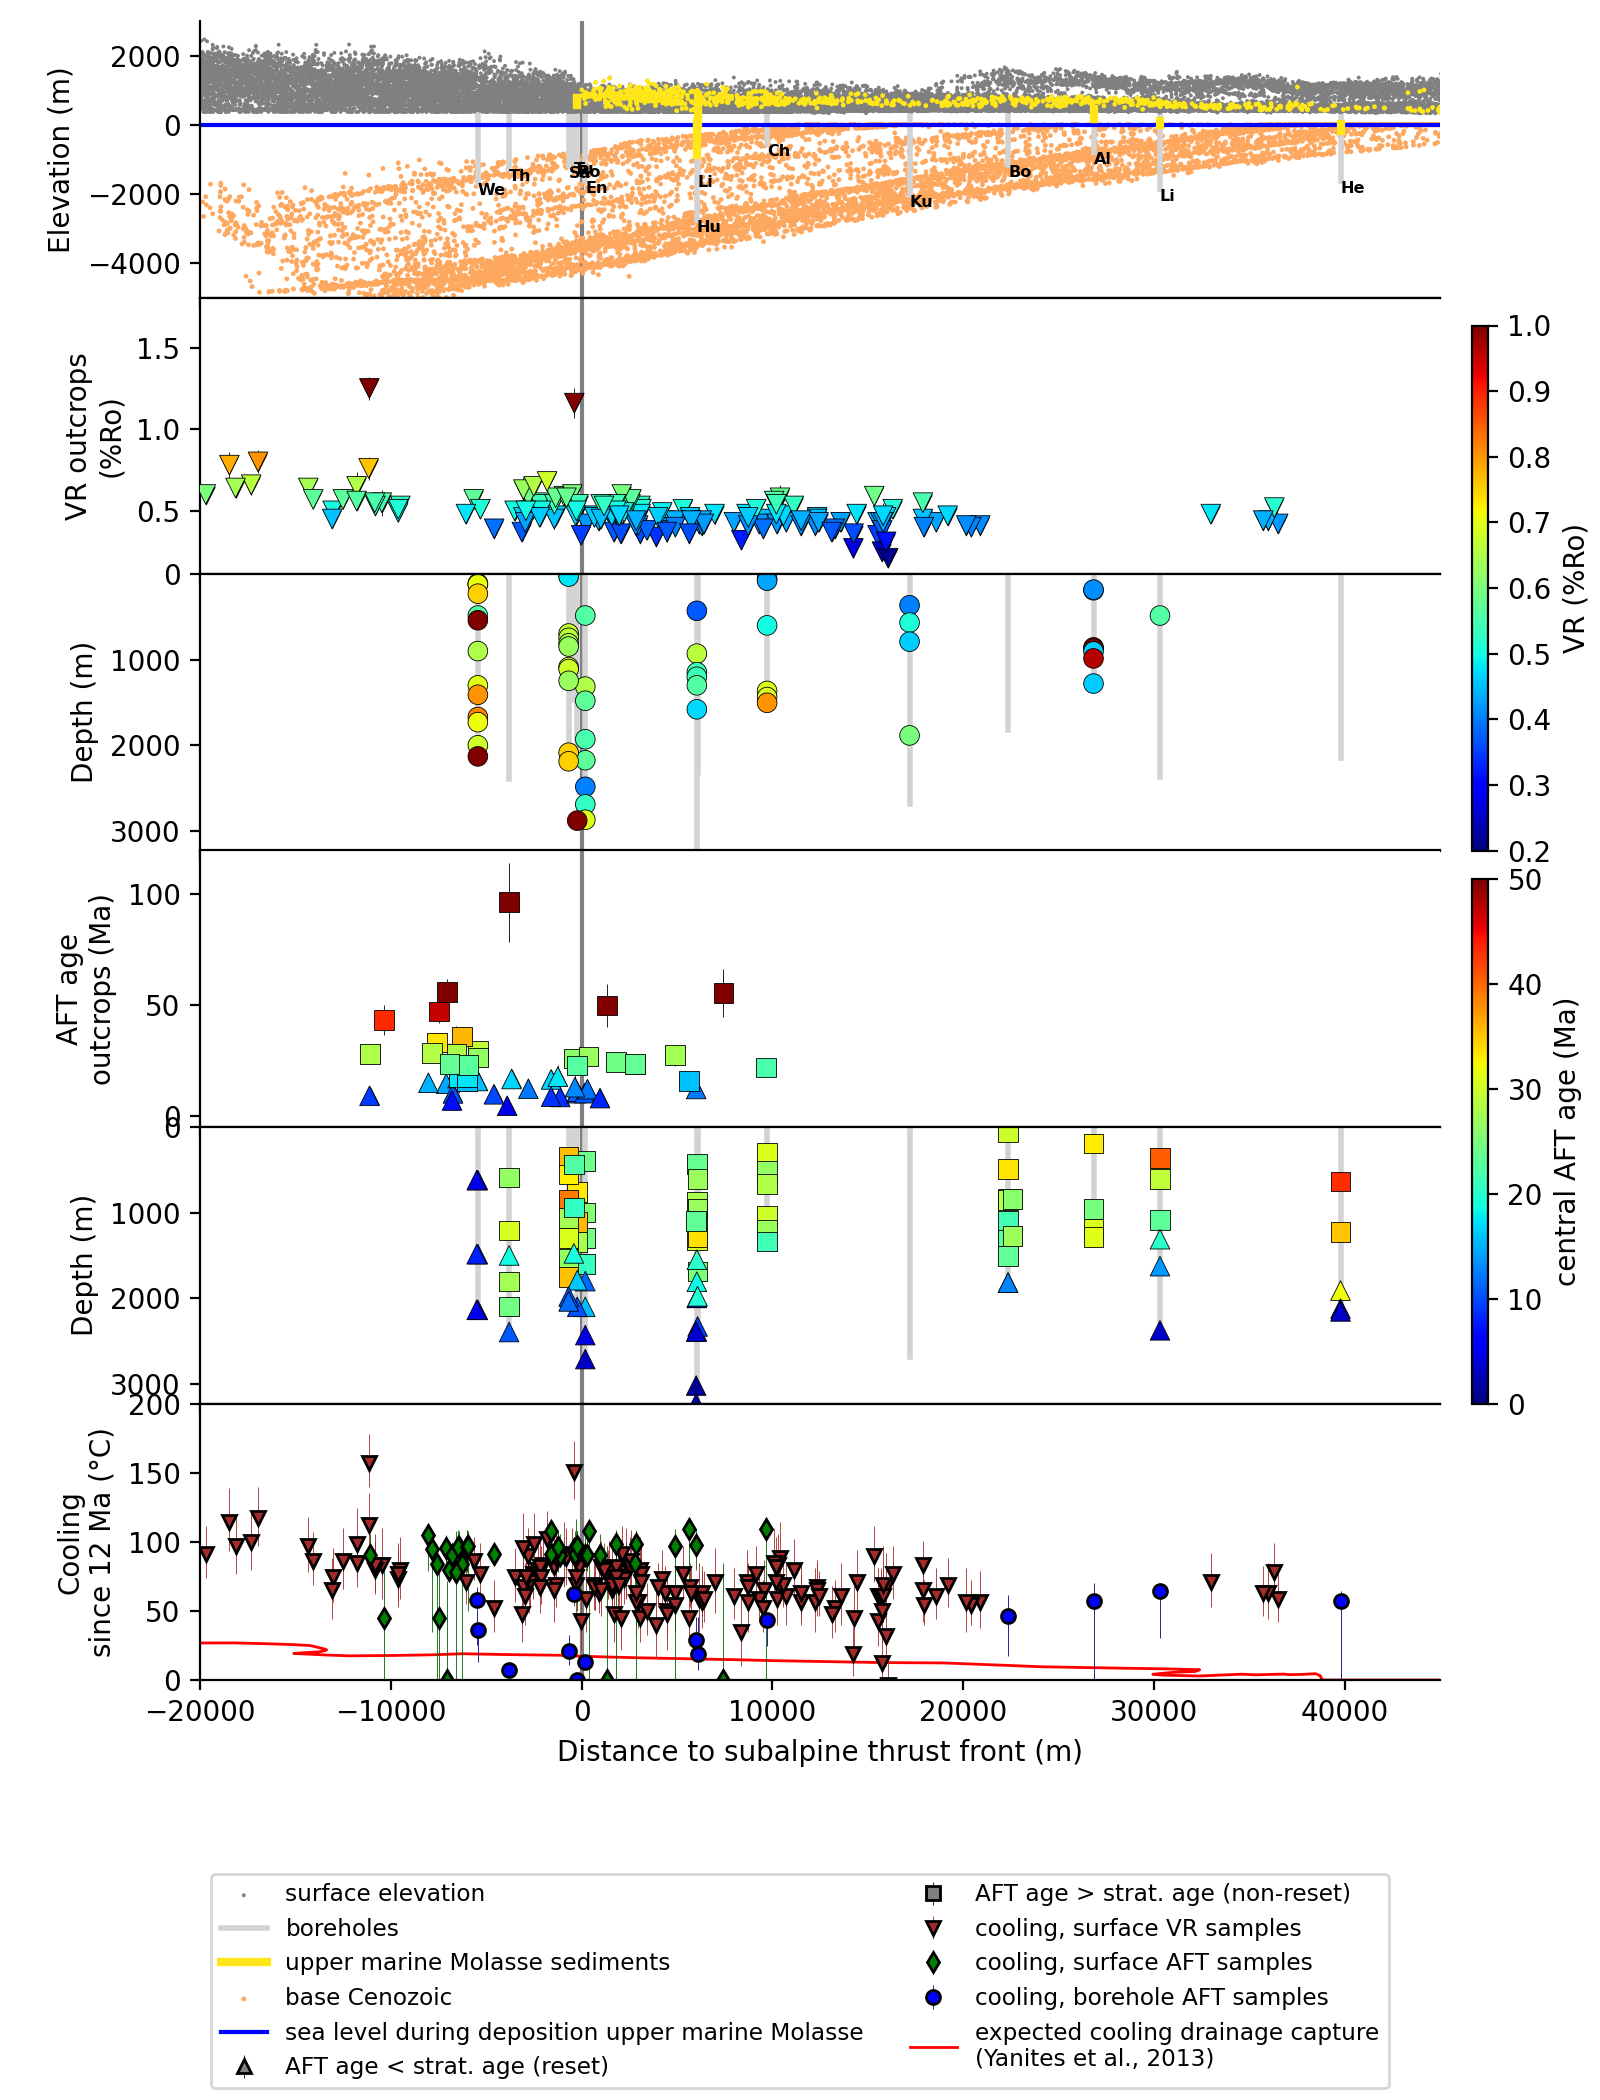 2000
0
−2000
−4000
Elevation (m)
We
Th
En
Li
Hu
Ch
Ku
Bo
Al
Li
He
1.5
1.0
0.5
VR outcrops
(%Ro)
0
1000
2000
3000
Depth (m)
1.0
0.9
0.8
0.7
0.6
0.5
0.4
0.3
0.2
VR (%Ro)
100
50
0
AFT age
outcrops (Ma)
0
1000
2000
3000
Depth (m)
50
40
30
20
10
0
central AFT age (Ma)
200
150
100
50
0
Cooling
since 12 Ma (°C)
−20000
−10000
0
10000
20000
30000
40000
Distance to subalpine thrust front (m)
surface elevation
boreholes
upper marine Molasse sediments
base Cenozoic
sea level during deposition upper marine Molasse
AFT age < strat. age (reset)
AFT age > strat. age (non-reset)
cooling, surface VR samples
cooling, surface AFT samples
cooling, borehole AFT samples
expected cooling drainage capture
(Yanites et al., 2013)